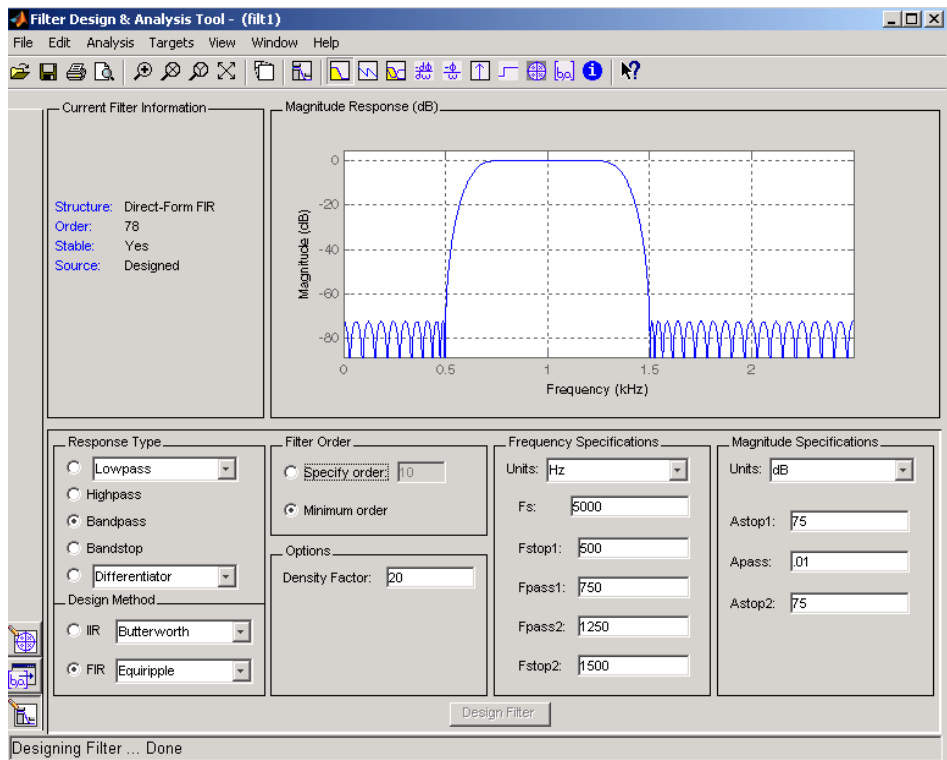 Filter Design & Analysis Tool - (filt1)
File Edit Analysis Targets View Window Help
Current Filter Information
Structure: Direct-Form FIR
Order: 78
Stable: Yes
Source: Designed
Magnitude Response (dB)
Magnitude (dB)
0
-20
-40
-60
-80
0 0.5 1 1.5 2
Frequency (kHz)
Response Type
Lowpass
Highpass
Bandpass
Bandstop
Differentiator
Design Method
IIR Butterworth
FIR Equiripple
Filter Order
Specify order: 10
Minimum order
Options
Density Factor: 20
Frequency Specifications
Units: Hz
Fs: 5000
Fstop1: 500
Fpass1: 750
Fpass2: 1250
Fstop2: 1500
Magnitude Specifications
Units: dB
Astop1: 75
Apass: .01
Astop2: 75
Design Filter
Designing Filter ... Done